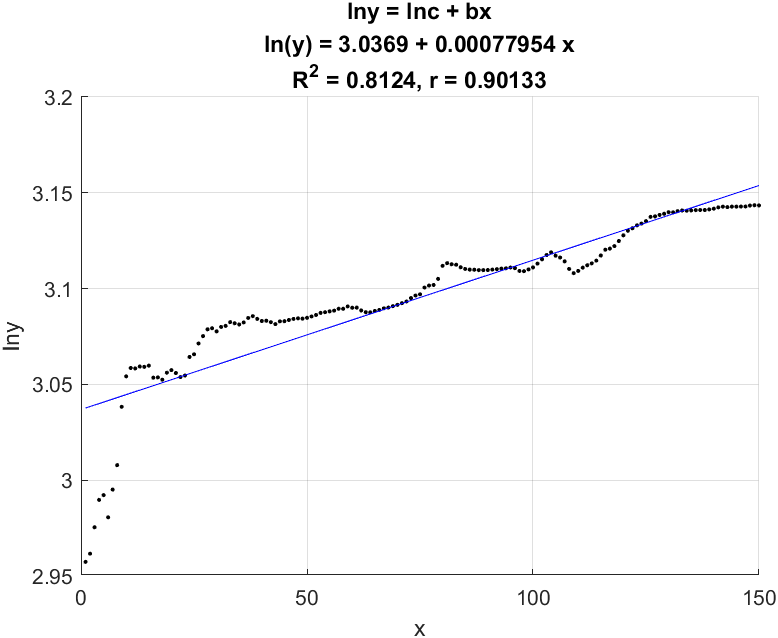 lny = lnc + bx
ln(y) = 3.0369 + 0.00077954 x
R² = 0.8124, r = 0.90133
3.2
3.15
3.1
3.05
3
2.95
lny
0
50
100
150
x